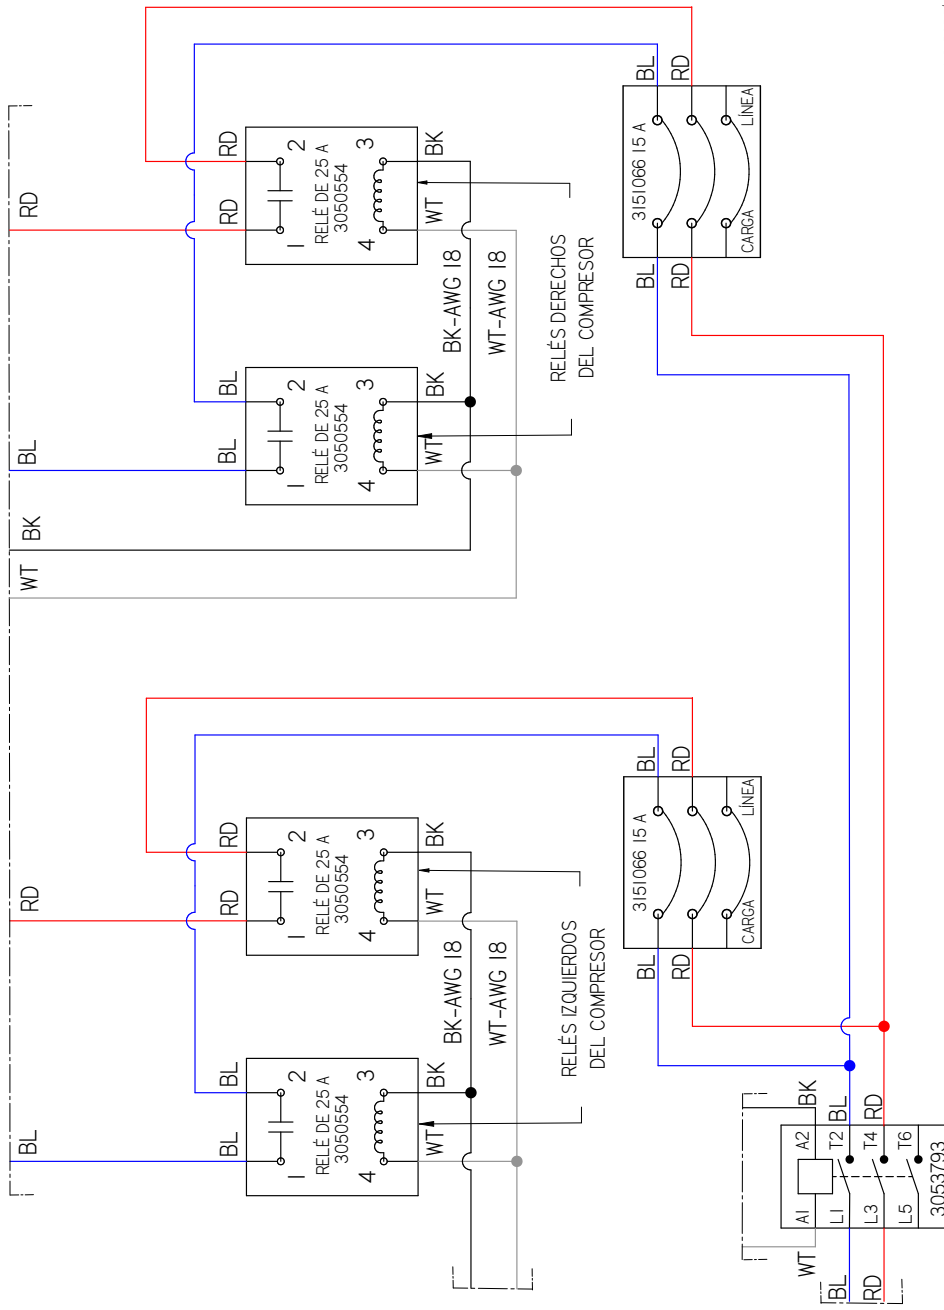 BL
RD
BL
RD
3151066 15 A
LÍNEA
CARGA
BL
RD
RD
RD
RD
2
1
RELÉ DE 25 A
3050554
3
4
BK
WT
BK-AWG 18
WT-AWG 18
RELÉS DERECHOS
DEL COMPRESOR
BL
BL
BL
2
1
RELÉ DE 25 A
3050554
3
4
BK
WT
BK
WT
BL
RD
3151066 15 A
LÍNEA
CARGA
BL
RD
RD
RD
RD
2
1
RELÉ DE 25 A
3050554
3
4
BK
WT
BK-AWG 18
WT-AWG 18
RELÉS IZQUIERDOS
DEL COMPRESOR
BL
BL
BL
2
1
RELÉ DE 25 A
3050554
3
4
BK
WT
BK
BL
RD
A2
T2
T4
T6
A1
L1
L3
L5
3053793
WT
BL
RD